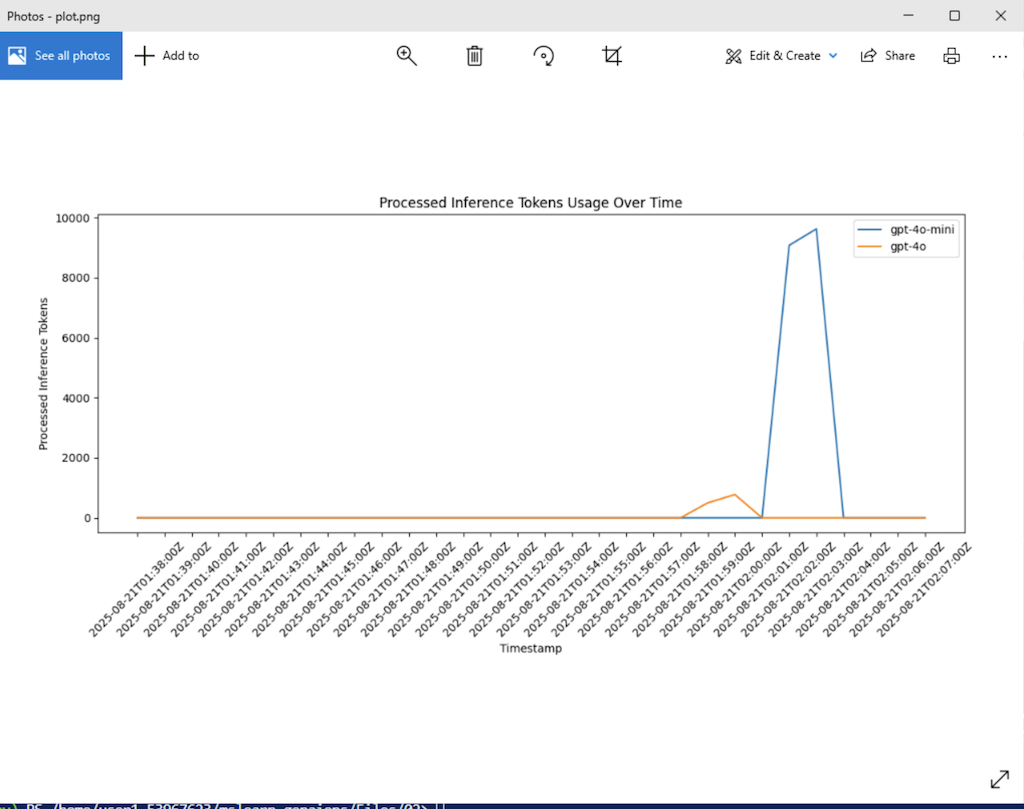 Photos - plot.png
See all photos
Add to
Edit & Create
Share
Processed Inference Tokens Usage Over Time
10000
8000
6000
4000
2000
0
Processed Inference Tokens
gpt-4o-mini
gpt-4o
2025-08-21T01:38:00Z
2025-08-21T01:39:00Z
2025-08-21T01:40:00Z
2025-08-21T01:41:00Z
2025-08-21T01:42:00Z
2025-08-21T01:43:00Z
2025-08-21T01:44:00Z
2025-08-21T01:45:00Z
2025-08-21T01:46:00Z
2025-08-21T01:47:00Z
2025-08-21T01:48:00Z
2025-08-21T01:49:00Z
2025-08-21T01:50:00Z
2025-08-21T01:51:00Z
2025-08-21T01:52:00Z
2025-08-21T01:53:00Z
2025-08-21T01:54:00Z
2025-08-21T01:55:00Z
2025-08-21T01:56:00Z
2025-08-21T01:57:00Z
2025-08-21T01:58:00Z
2025-08-21T01:59:00Z
2025-08-21T02:00:00Z
2025-08-21T02:01:00Z
2025-08-21T02:02:00Z
2025-08-21T02:03:00Z
2025-08-21T02:04:00Z
2025-08-21T02:05:00Z
2025-08-21T02:06:00Z
2025-08-21T02:07:00Z
Timestamp